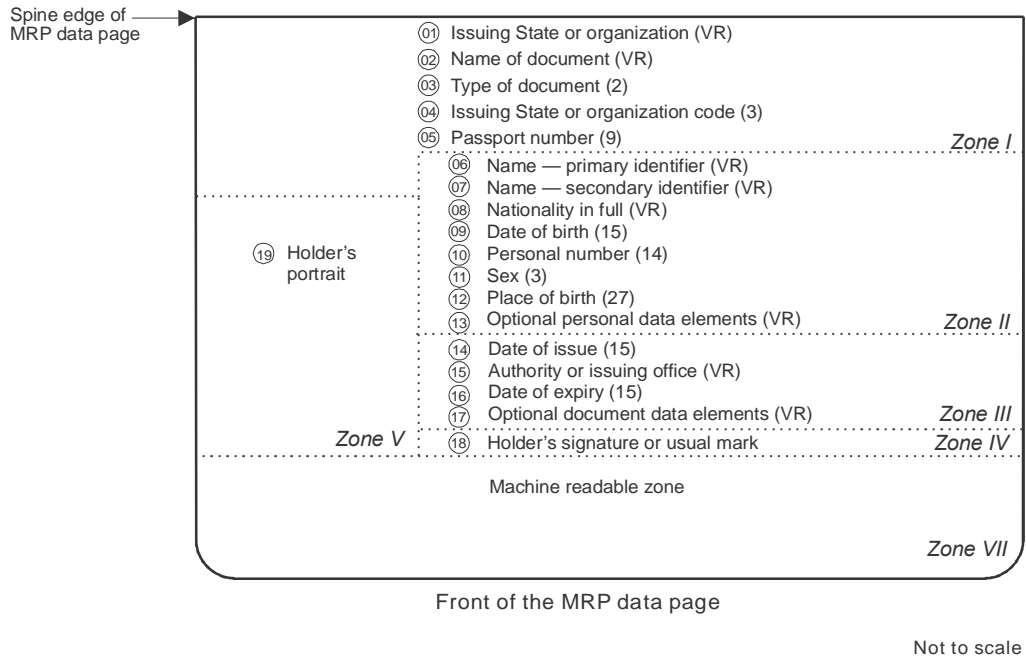 Spine edge of
MRP data page
01 Issuing State or organization (VR)
02 Name of document (VR)
03 Type of document (2)
04 Issuing State or organization code (3)
05 Passport number (9)
Zone I
06 Name — primary identifier (VR)
07 Name — secondary identifier (VR)
08 Nationality in full (VR)
09 Date of birth (15)
10 Personal number (14)
11 Sex (3)
12 Place of birth (27)
13 Optional personal data elements (VR)
Zone II
19 Holder's
portrait
Zone V
14 Date of issue (15)
15 Authority or issuing office (VR)
16 Date of expiry (15)
17 Optional document data elements (VR)
Zone III
18 Holder's signature or usual mark
Zone IV
Machine readable zone
Zone VII
Front of the MRP data page
Not to scale